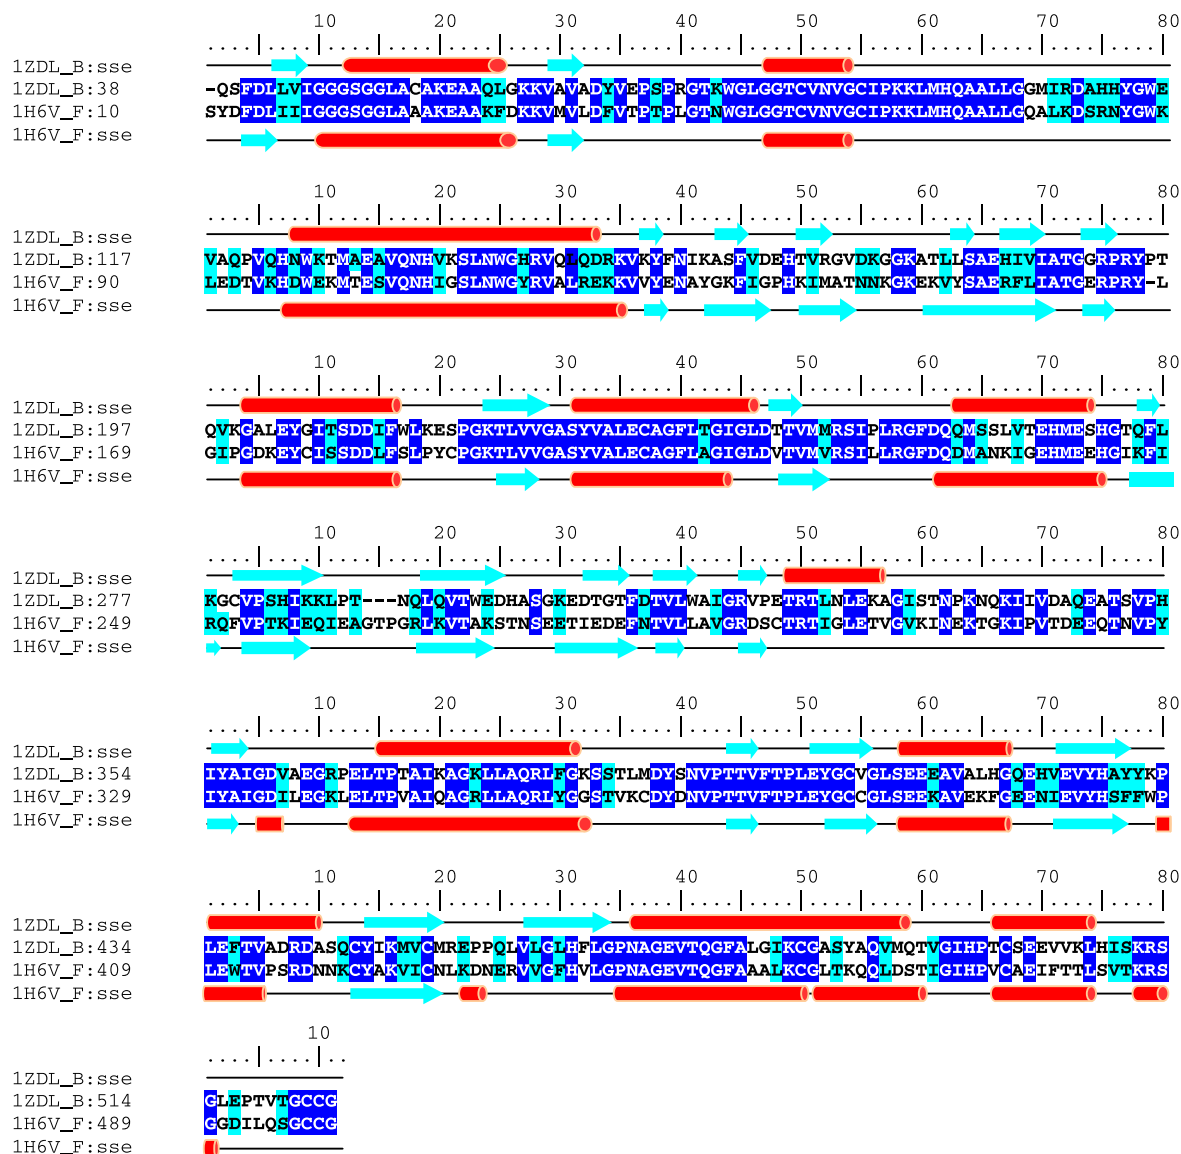 10 20 30 40 50 60 70 80
1ZDL_B:sse
1ZDL_B:38 -QSFDLLVIGGGSGGLACAKEAAQLGKKVAVADYVEPSPRGTKWGLGGTCVNVGCIPKKLMHQAALLGGMIRDAHHYGWE
1H6V_F:10 SYDFDLIIIGGGSGGLAAAKEAAKFDKKVMVLDFVTPTPLGTNWGLGGTCVNVGCIPKKLMHQAALLGQALKDSRNYGWK
1H6V_F:sse
10 20 30 40 50 60 70 80
1ZDL_B:sse
1ZDL_B:117 VAQPVQHNWKTMAEAVQNHVKSLNWGHRVQLQDRKVKYFNIKASFVDEHTVRGVDKGGKATLLSAEHIVIATGGRPRYPT
1H6V_F:90 LEDTVKHDWEKMTESVQNHIGSLNWGYRVALREKKVVYENAYGKFIGPHKIMATNNKGKEKVYSAERFLIATGERPRY-L
1H6V_F:sse
10 20 30 40 50 60 70 80
1ZDL_B:sse
1ZDL_B:197 QVKGALEYGITSDDIFWLKESPGKTLVVGASYVALECAGFLTGIGLDTTVMMRSIPLRGFDQQMSSLVTEHMESHGTQFL
1H6V_F:169 GIPGDKEYCISSDDLFSLPYCPGKTLVVGASYVALECAGFLAGIGLDVTVMVRSILLRGFDQDMANKIGEHMEEHGIKFI
1H6V_F:sse
10 20 30 40 50 60 70 80
1ZDL_B:sse
1ZDL_B:277 KGCVPSHIKKLPT---NQLQVTWEDHASGKEDTGTFDTVLWAIGRVPETRTLNLEKAGISTNPKNQKIIVDAQEATSVPH
1H6V_F:249 RQFVPTKIEQIEAGTPGRLKVTAKSTNSEETIEDEFNTVLLAVGRDSCTRTIGLETVGVKINEKTGKIPVTDEEQTNVPY
1H6V_F:sse
10 20 30 40 50 60 70 80
1ZDL_B:sse
1ZDL_B:354 IYAIGDVAEGRPELTPTAIKAGKLLAQRLFGKSSTLMDYSNVPTTVFTPLEYGCVGLSEEEAVALHGQEHVEVYHAYYKP
1H6V_F:329 IYAIGDILEGKLELTPVAIQAGRLLAQRLYGGSTVKCDYDNVPTTVFTPLEYGCCGLSEEKAVEKFGEENIEVYHSFFWP
1H6V_F:sse
10 20 30 40 50 60 70 80
1ZDL_B:sse
1ZDL_B:434 LEFTVADRDASQCYIKMVCMREPPQLVLGLHFLGPNAGEVTQGFALGIKCGASYAQVMQTVGIHPTCSEEVVKLHISKRS
1H6V_F:409 LEWTVPSRDNNKCYAKVICNLKDNERVVGFHVLGPNAGEVTQGFAAALKCGLTKQQLDSTIGIHPVCAEIFTTLSVTKRS
1H6V_F:sse
10
1ZDL_B:sse
1ZDL_B:514 GLEPTVTGCCG
1H6V_F:489 GGDILQSGCCG
1H6V_F:sse